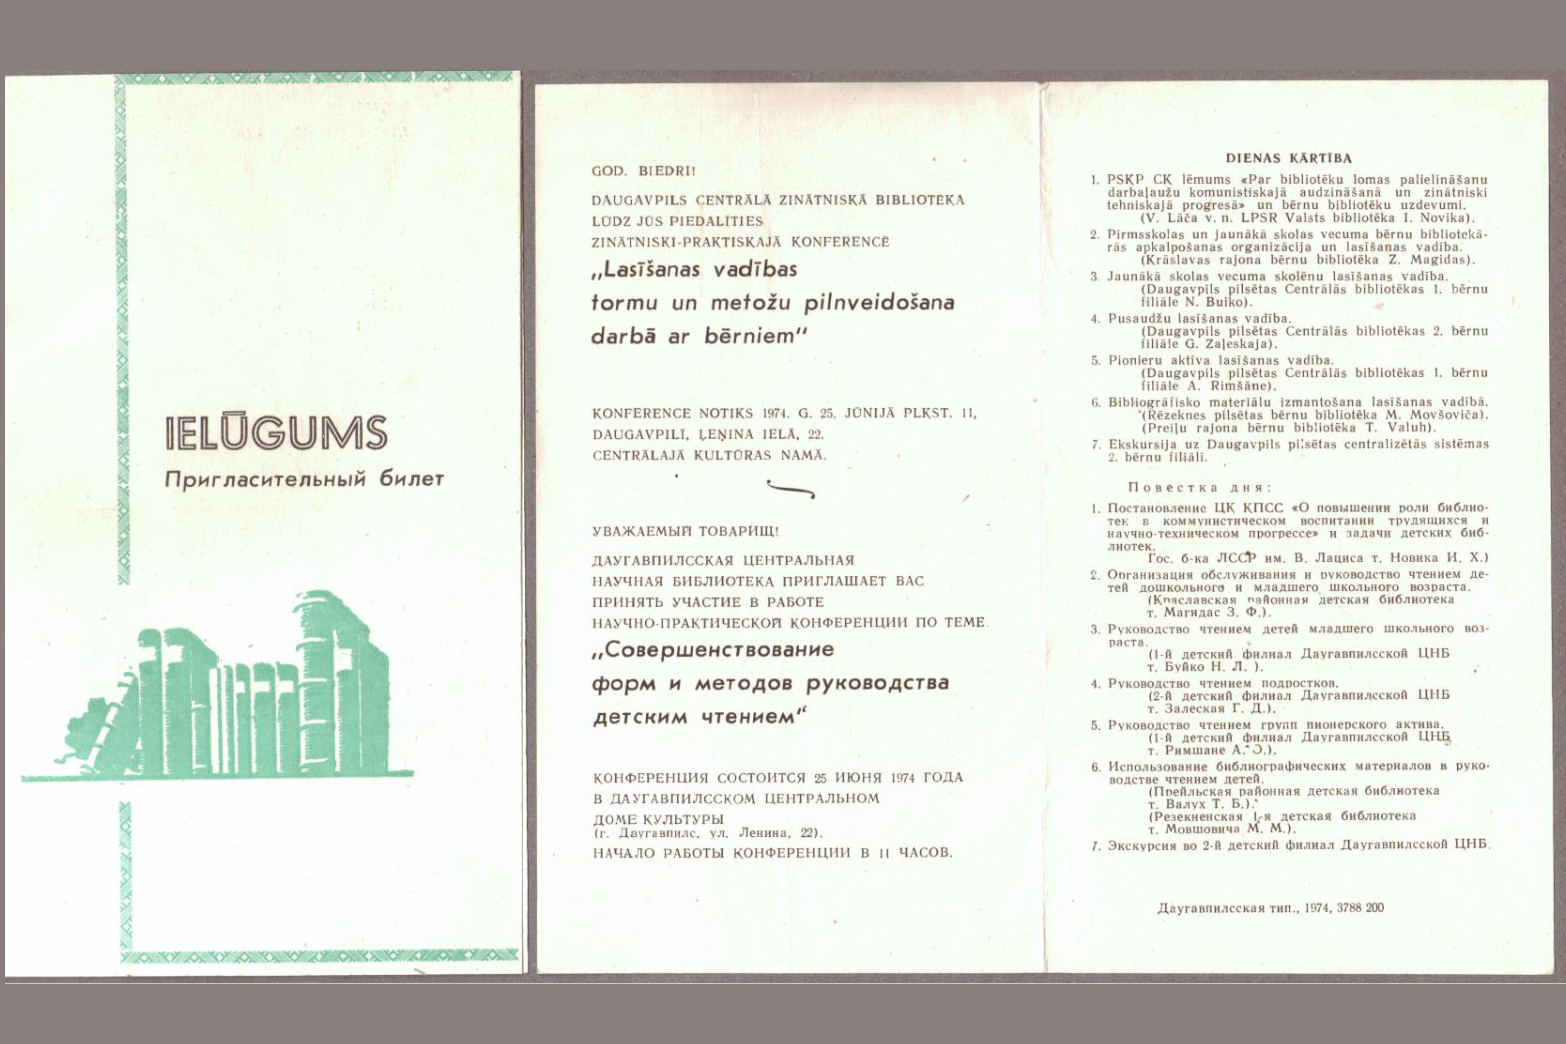 IELŪGUMS
Пригласительный билет
GOD. BIEDRI!
DAUGAVPILS CENTRĀLĀ ZINĀTNISKĀ BIBLIOTĒKA
LŪDZ JŪS PIEDALĪTIES
ZINĀTNISKI-PRAKTISKAJĀ KONFERENCĒ
„Lasīšanas vadības
formu un metožu pilnveidošana
darbā ar bērniem“
KONFERENCE NOTIKS 1974. G. 25. JŪNIJĀ PLKST. 11,
DAUGAVPILĪ, ĻEŅINA IELĀ, 22.
CENTRĀLAJĀ KULTŪRAS NAMĀ.
УВАЖАЕМЫЙ ТОВАРИЩ!
ДАУГАВПИЛССКАЯ ЦЕНТРАЛЬНАЯ
НАУЧНАЯ БИБЛИОТЕКА ПРИГЛАШАЕТ ВАС
ПРИНЯТЬ УЧАСТИЕ В РАБОТЕ
НАУЧНО-ПРАКТИЧЕСКОЙ КОНФЕРЕНЦИИ ПО ТЕМЕ
„Совершенствование
форм и методов руководства
детским чтением“
КОНФЕРЕНЦИЯ СОСТОИТСЯ 25 ИЮНЯ 1974 ГОДА
В ДАУГАВПИЛССКОМ ЦЕНТРАЛЬНОМ
ДОМЕ КУЛЬТУРЫ
(г. Даугавпилс, ул. Ленина, 22).
НАЧАЛО РАБОТЫ КОНФЕРЕНЦИИ В 11 ЧАСОВ.
DIENAS KĀRTĪBA
1. PSKP CK lēmums «Par bibliotēku lomas palielināšanu
darbaļaužu komunistiskajā audzināšanā un zinātniski
tehniskajā progresā» un bērnu bibliotēku uzdevumi.
(V. Lāča v. n. LPSR Valsts bibliotēka I. Novika).
2. Pirmsskolas un jaunākā skolas vecuma bērnu bibliotekā-
rās apkalpošanas organizācija un lasīšanas vadība.
(Krāslavas rajona bērnu bibliotēka Z. Magidas).
3. Jaunākā skolas vecuma skolēnu lasīšanas vadība.
(Daugavpils pilsētas Centrālās bibliotēkas 1. bērnu
filiāle N. Buiko).
4. Pusaudžu lasīšanas vadība.
(Daugavpils pilsētas Centrālās bibliotēkas 2. bērnu
filiāle G. Zaļeskaja).
5. Pionieru aktīva lasīšanas vadība.
(Daugavpils pilsētas Centrālās bibliotēkas 1. bērnu
filiāle A. Rimšāne).
6. Bibliogrāfisko materiālu izmantošana lasīšanas vadībā.
(Rēzeknes pilsētas bērnu bibliotēka M. Movšoviča).
(Preiļu rajona bērnu bibliotēka T. Valuh).
7. Ekskursija uz Daugavpils pilsētas centralizētās sistēmas
2. bērnu filiāli.
Повестка дня:
1. Постановление ЦК КПСС «О повышении роли библио-
тек в коммунистическом воспитании трудящихся и
научно-техническом прогрессе» и задачи детских биб-
лиотек.
Гос. б-ка ЛССР им. В. Лациса т. Новика И. Х.)
2. Организация обслуживания и руководство чтением де-
тей дошкольного и младшего школьного возраста.
(Краславская районная детская библиотека
т. Магидас З. Ф.).
3. Руководство чтением детей младшего школьного воз-
раста.
(1-й детский филиал Даугавпилсской ЦНБ
т. Буйко Н. Л. ).
4. Руководство чтением подростков.
(2-й детский филиал Даугавпилсской ЦНБ
т. Залеская Г. Д.).
5. Руководство чтением групп пионерского актива.
(1-й детский филиал Даугавпилсской ЦНБ
т. Римшане А. О.).
6. Использование библиографических материалов в руко-
водстве чтением детей.
(Прейльская районная детская библиотека
т. Валух Т. Б.).
(Резекненская 1-я детская библиотека
т. Мовшовича М. М.).
7. Экскурсия во 2-й детский филиал Даугавпилсской ЦНБ.
Даугавпилсская тип., 1974, 3788 200